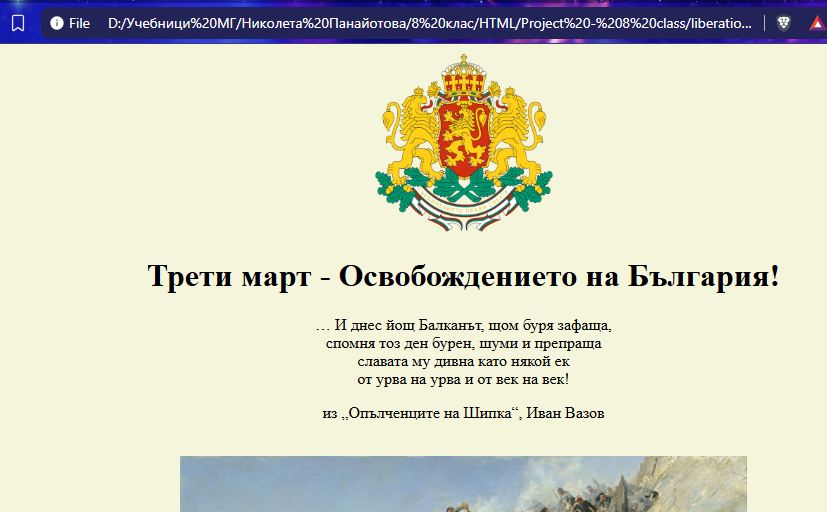 File D:/Учебници%20МГ/Николета%20Панайотова/8%20клас/HTML/Project%20-%208%20class/liberatio...
Трети март - Освобождението на България!
… И днес йощ Балканът, щом буря зафаща,
спомня тоз ден бурен, шуми и препраща
славата му дивна като някой ек
от урва на урва и от век на век!
из „Опълченците на Шипка“, Иван Вазов